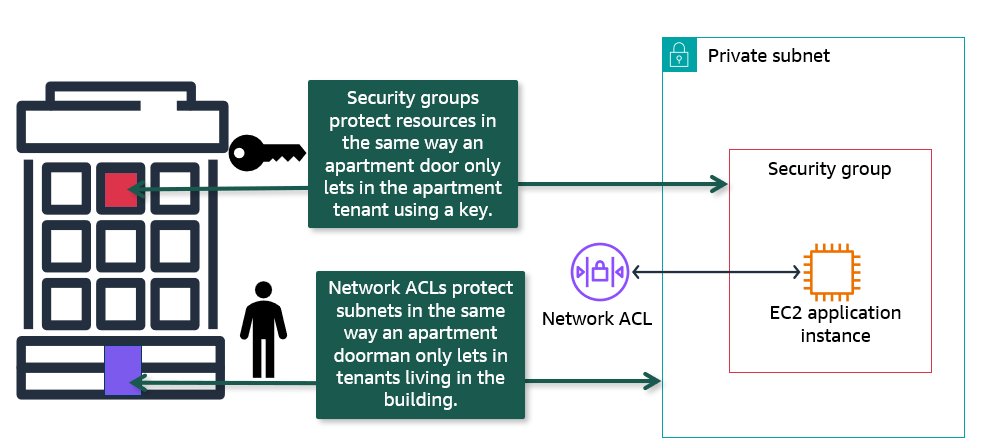 Private subnet
Security groups
protect resources in
the same way an
apartment door only
lets in the apartment
tenant using a key.
Security group
Network ACLs protect
subnets in the same
way an apartment
doorman only lets in
tenants living in the
building.
Network ACL
EC2 application
instance